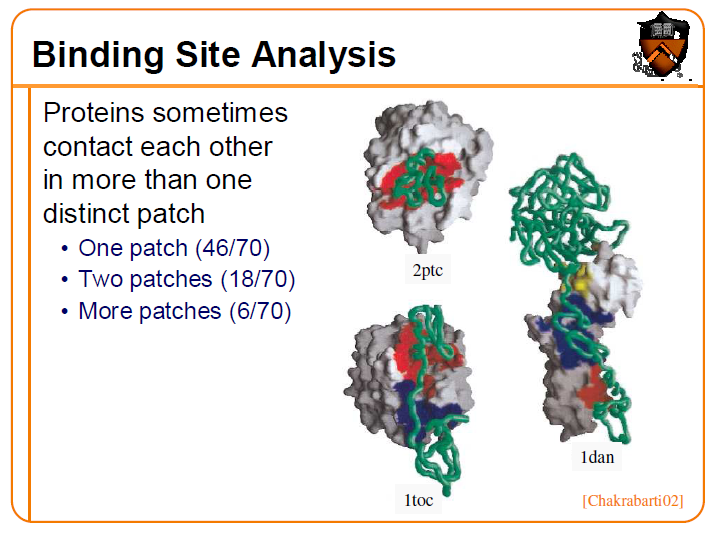 Binding Site Analysis
Proteins sometimes
contact each other
in more than one
distinct patch
• One patch (46/70)
• Two patches (18/70)
• More patches (6/70)
2ptc
1toc
1dan
[Chakrabarti02]